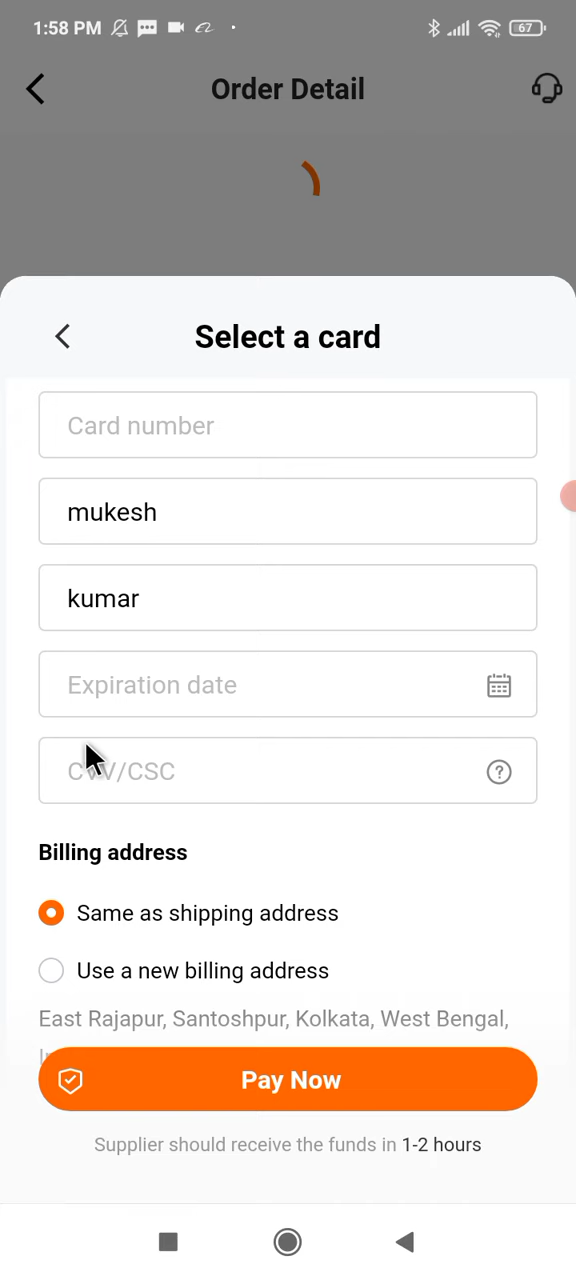 1:58 PM 67
Order Detail
Select a card
Card number
mukesh
kumar
Expiration date
CVV/CSC
Billing address
Same as shipping address
Use a new billing address
East Rajapur, Santoshpur, Kolkata, West Bengal,
Pay Now
Supplier should receive the funds in 1-2 hours